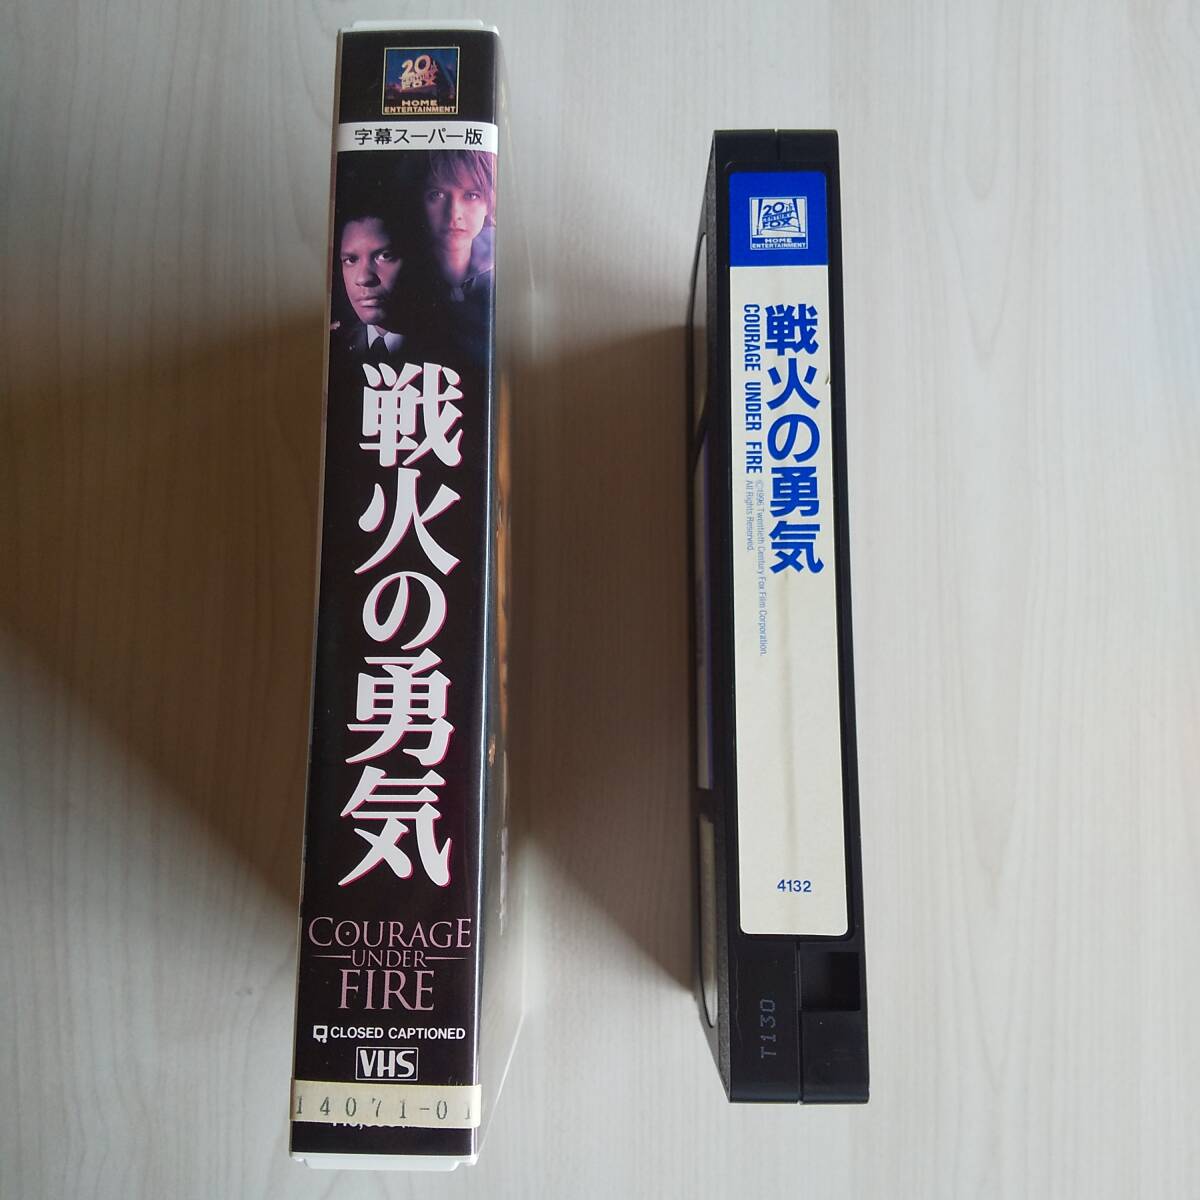 20TH
CENTURY
FOX
HOME
ENTERTAINMENT
字幕スーパー版
戦火の勇気
COURAGE
UNDER
FIRE
CLOSED CAPTIONED
VHS
14071-01
20TH
CENTURY
FOX
HOME
ENTERTAINMENT
戦火の勇気
COURAGE UNDER FIRE
©1996 Twentieth Century Fox Film Corporation.
All Rights Reserved.
4132
T130